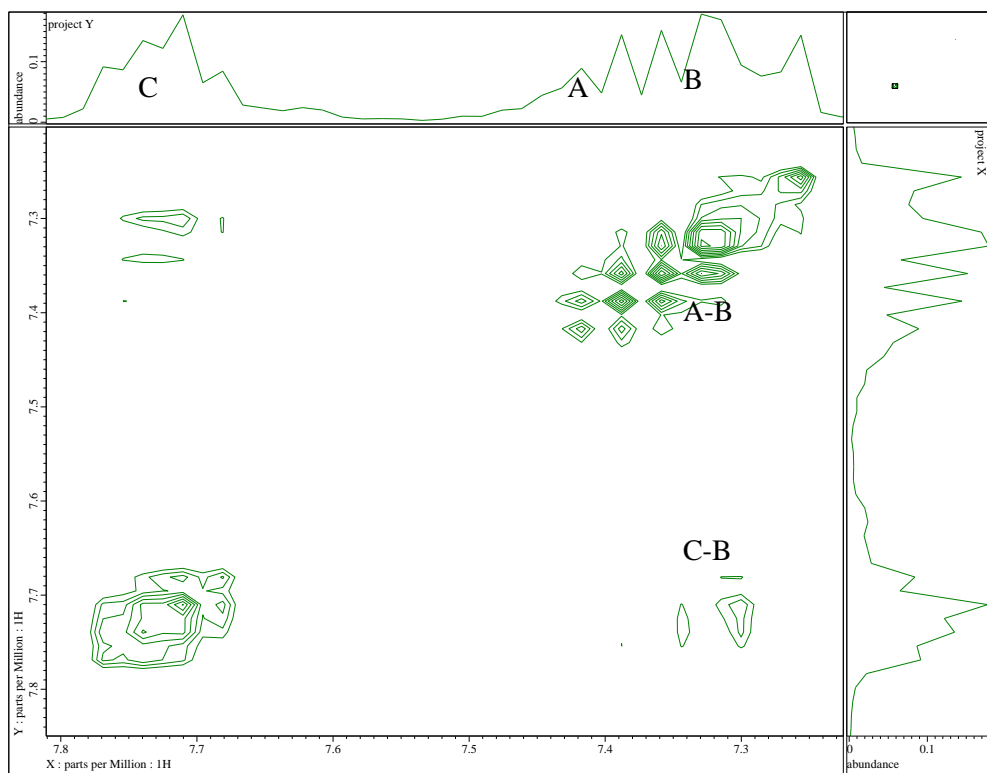 project Y
abundance
0.1
0
C
A
B
project X
7.3
7.4
7.5
7.6
7.7
7.8
Y : parts per Million : 1H
A-B
C-B
7.8
7.7
7.6
7.5
7.4
7.3
X : parts per Million : 1H
0
0.1
abundance